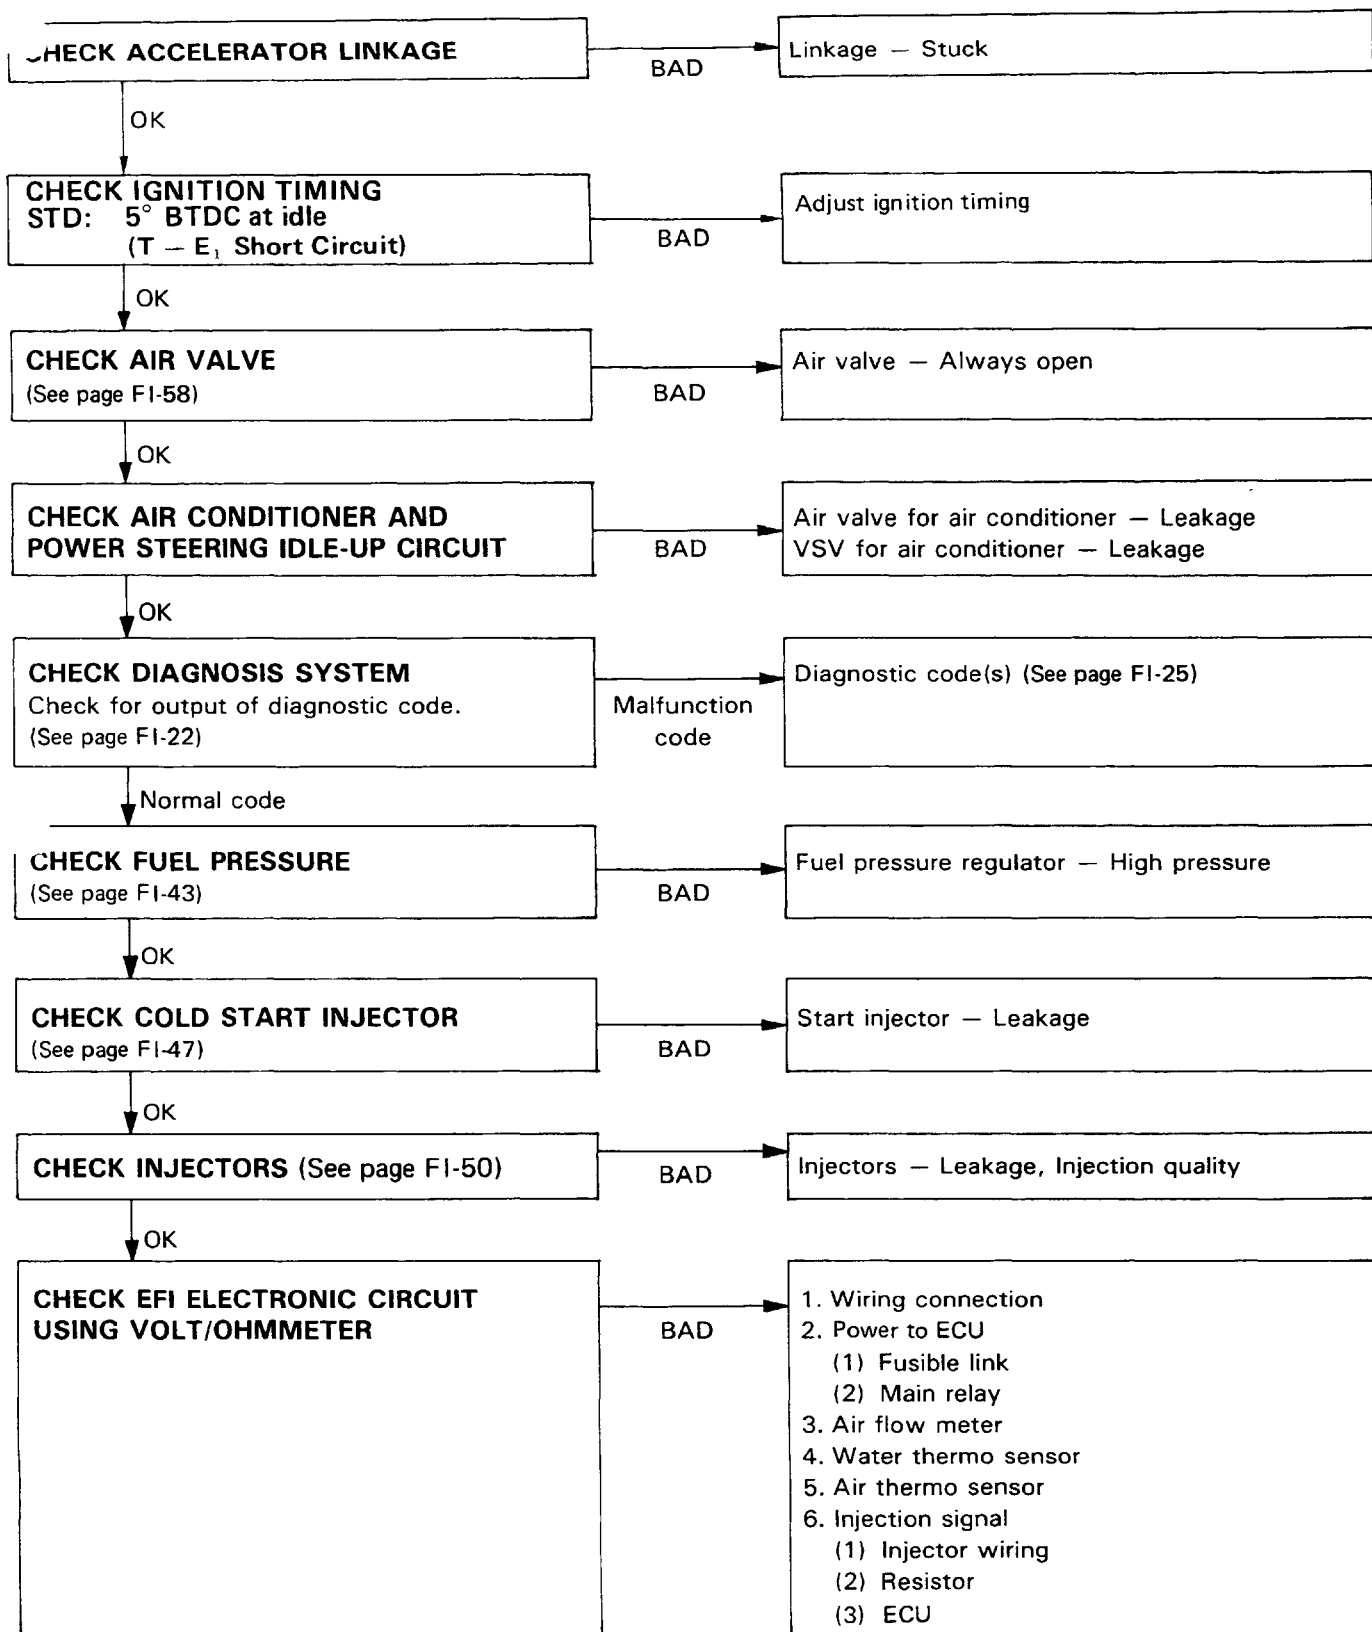 CHECK ACCELERATOR LINKAGE
BAD
Linkage — Stuck
OK
CHECK IGNITION TIMING
STD: 5° BTDC at idle
(T — E₁ Short Circuit)
BAD
Adjust ignition timing
OK
CHECK AIR VALVE
(See page FI-58)
BAD
Air valve — Always open
OK
CHECK AIR CONDITIONER AND
POWER STEERING IDLE-UP CIRCUIT
BAD
Air valve for air conditioner — Leakage
VSV for air conditioner — Leakage
OK
CHECK DIAGNOSIS SYSTEM
Check for output of diagnostic code.
(See page FI-22)
Malfunction
code
Diagnostic code(s) (See page FI-25)
Normal code
CHECK FUEL PRESSURE
(See page FI-43)
BAD
Fuel pressure regulator — High pressure
OK
CHECK COLD START INJECTOR
(See page FI-47)
BAD
Start injector — Leakage
OK
CHECK INJECTORS (See page FI-50)
BAD
Injectors — Leakage, Injection quality
OK
CHECK EFI ELECTRONIC CIRCUIT
USING VOLT/OHMMETER
BAD
1. Wiring connection
2. Power to ECU
(1) Fusible link
(2) Main relay
3. Air flow meter
4. Water thermo sensor
5. Air thermo sensor
6. Injection signal
(1) Injector wiring
(2) Resistor
(3) ECU